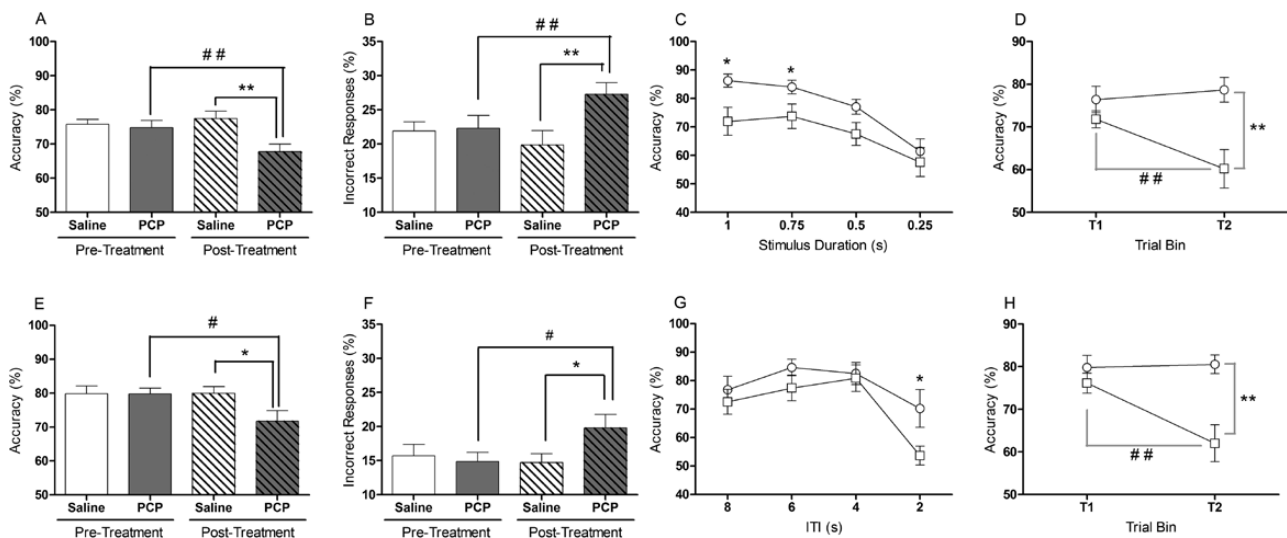 A
Accuracy (%)
100
90
80
70
60
50
# #
**
Saline PCP Saline PCP
Pre-Treatment Post-Treatment
B
Incorrect Responses (%)
35
30
25
20
15
10
# #
**
Saline PCP Saline PCP
Pre-Treatment Post-Treatment
C
Accuracy (%)
100
90
80
70
60
50
40
* *
1 0.75 0.5 0.25
Stimulus Duration (s)
D
Accuracy (%)
90
80
70
60
50
**
# #
T1 T2
Trial Bin
E
Accuracy (%)
100
90
80
70
60
50
#
*
Saline PCP Saline PCP
Pre-Treatment Post-Treatment
F
Incorrect Responses (%)
35
30
25
20
15
10
#
*
Saline PCP Saline PCP
Pre-Treatment Post-Treatment
G
Accuracy (%)
100
90
80
70
60
50
40
*
8 6 4 2
ITI (s)
H
Accuracy (%)
90
80
70
60
50
**
# #
T1 T2
Trial Bin